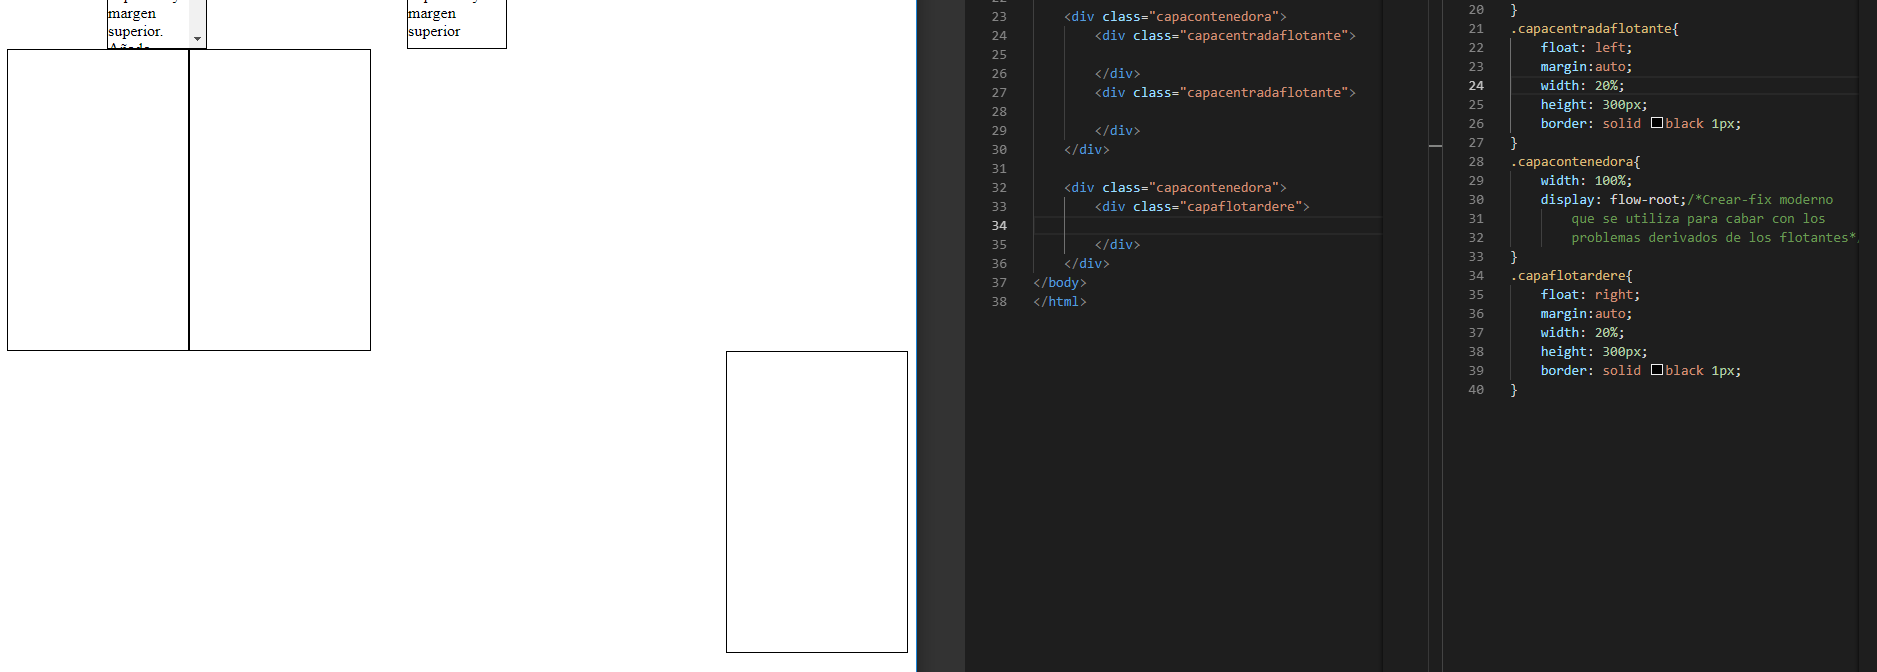 margen
superior.
margen
superior
23 <div class="capacontenedora">
24 <div class="capacentradaflotante">
25
26 </div>
27 <div class="capacentradaflotante">
28
29 </div>
30 </div>
31
32 <div class="capacontenedora">
33 <div class="capaflotardere">
34
35 </div>
36 </div>
37 </body>
38 </html>
20 }
21 .capacentradaflotante{
22 float: left;
23 margin:auto;
24 width: 20%;
25 height: 300px;
26 border: solid black 1px;
27 }
28 .capacontenedora{
29 width: 100%;
30 display: flow-root;/*Crear-fix moderno
31 que se utiliza para cabar con los
32 problemas derivados de los flotantes*
33 }
34 .capaflotardere{
35 float: right;
36 margin:auto;
37 width: 20%;
38 height: 300px;
39 border: solid black 1px;
40 }